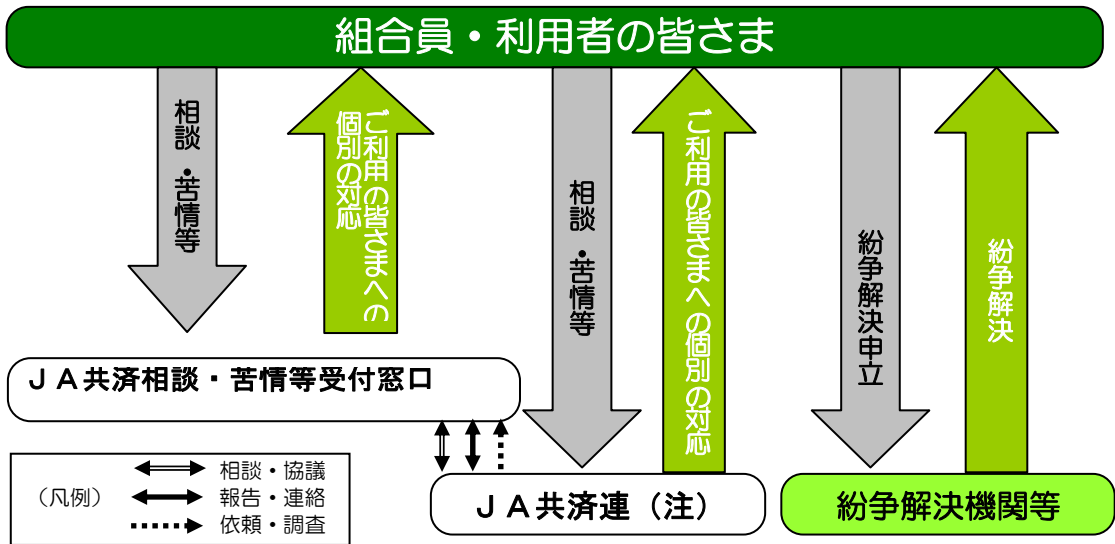 組合員・利用者の皆さま
相談・苦情等
ご利用の皆さまへの
個別の対応
相談・苦情等
ご利用の皆さまへの個別の対応
紛争解決申立
紛争解決
JA共済相談・苦情等受付窓口
(凡例)
相談・協議
報告・連絡
依頼・調査
JA共済連(注)
紛争解決機関等